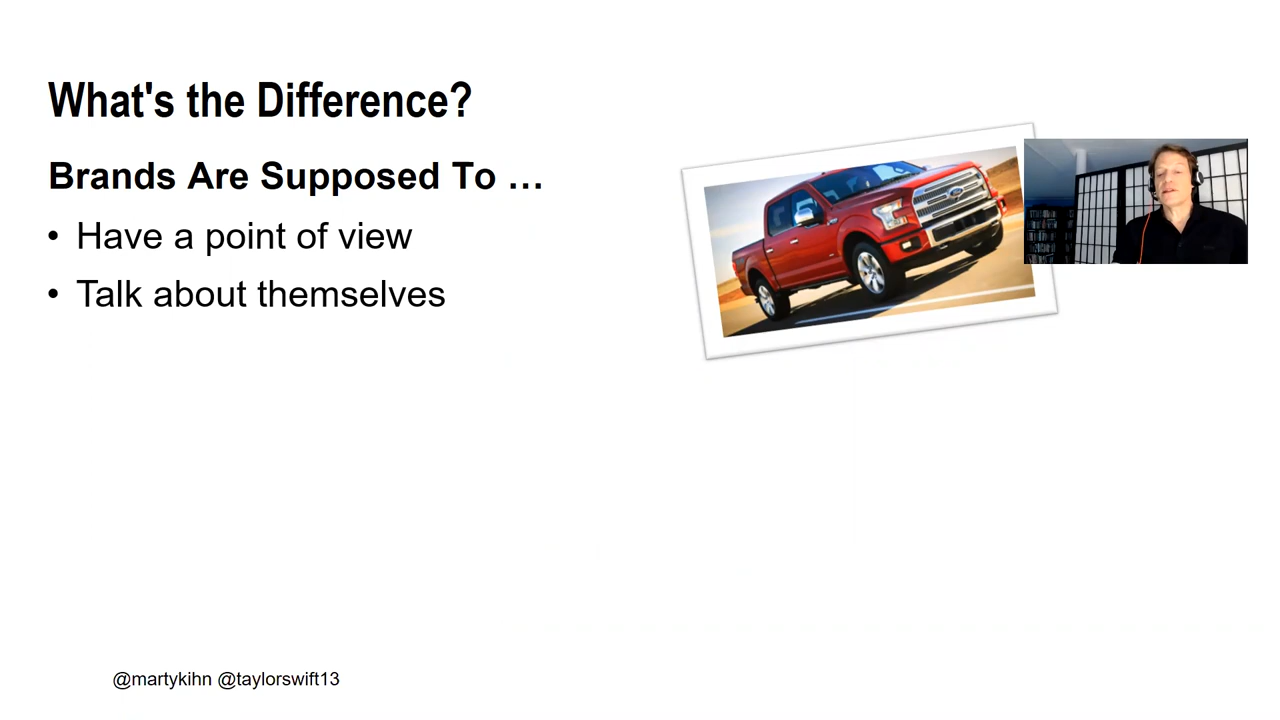 What's the Difference?
Brands Are Supposed To …
• Have a point of view
• Talk about themselves
@martykihn @taylorswift13